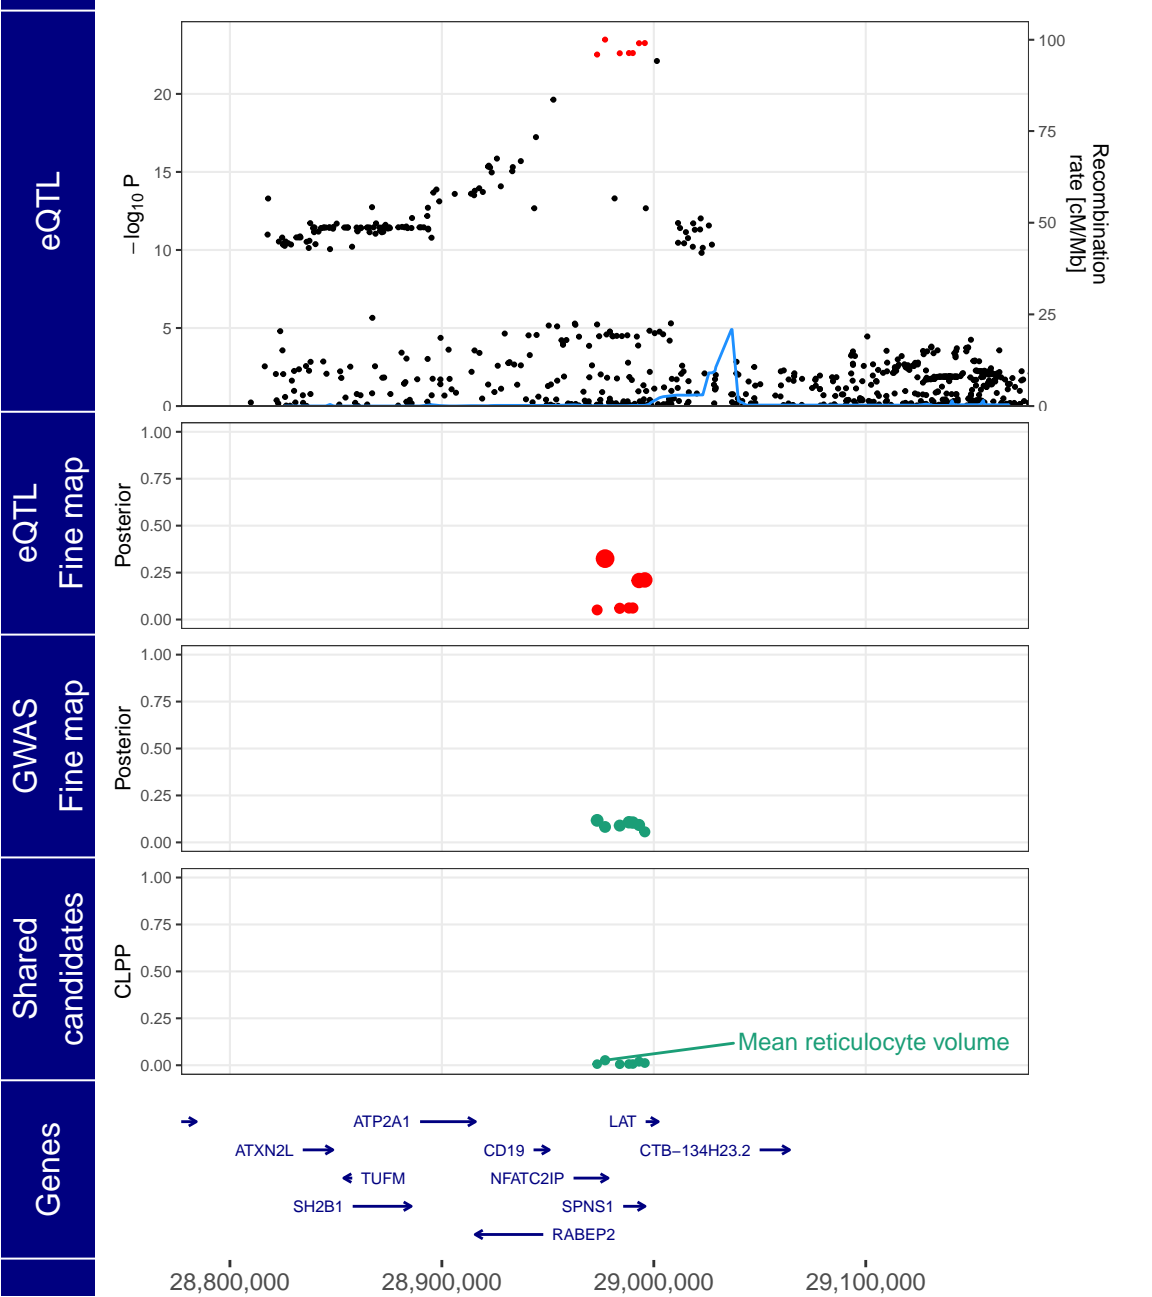 eQTL
−log10 P
20
15
10
5
0
100
75
50
25
0
Recombination
rate [cM/Mb]
eQTL
Fine map
Posterior
1.00
0.75
0.50
0.25
0.00
GWAS
Fine map
Posterior
1.00
0.75
0.50
0.25
0.00
Shared
candidates
CLPP
1.00
0.75
0.50
0.25
0.00
Mean reticulocyte volume
Genes
ATP2A1
LAT
ATXN2L
CD19
CTB−134H23.2
TUFM
NFATC2IP
SH2B1
SPNS1
RABEP2
28,800,000
28,900,000
29,000,000
29,100,000